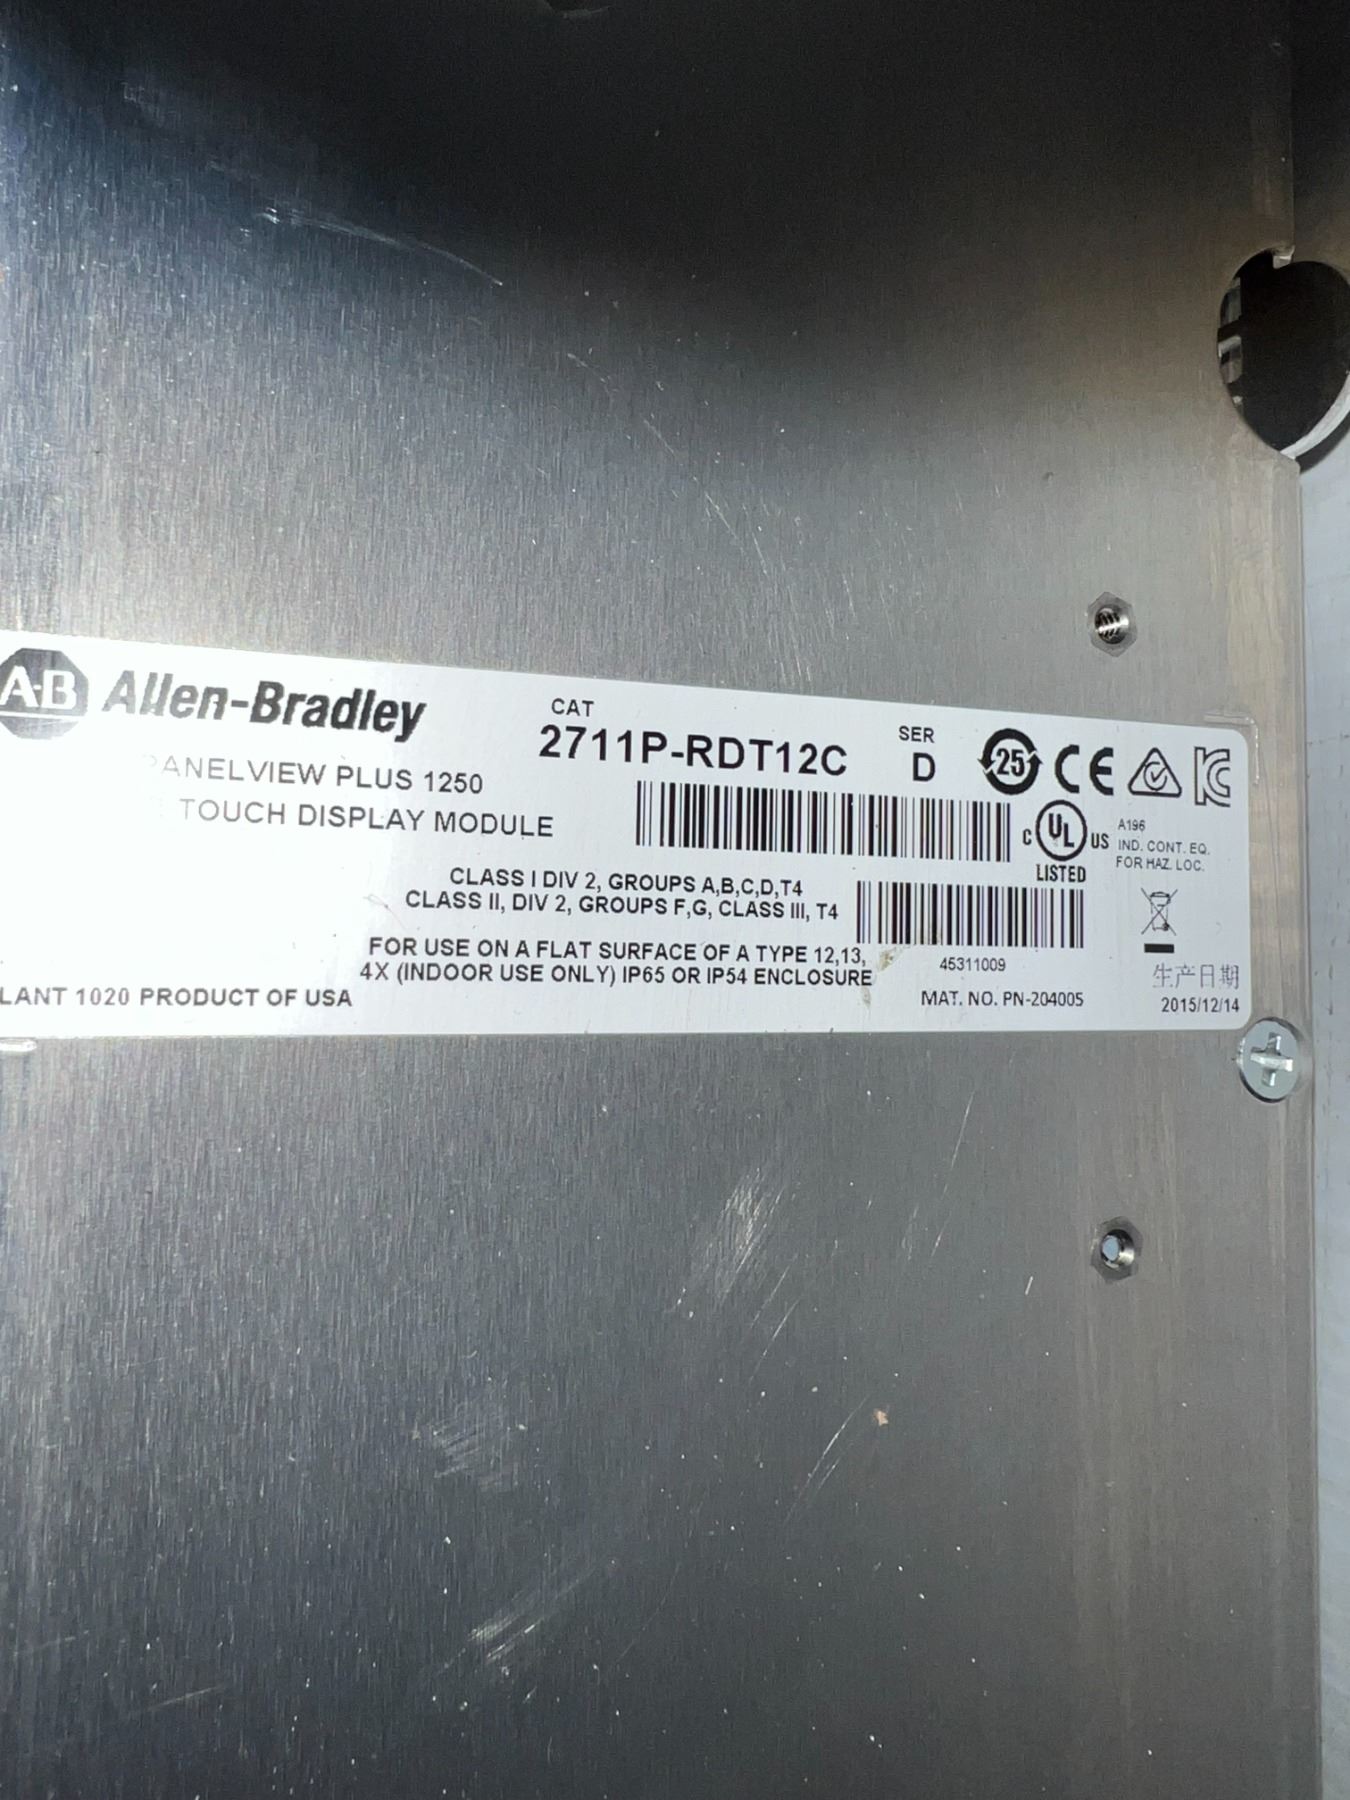 A-B Allen-Bradley
CAT
2711P-RDT12C
SER
D
25
PANELVIEW PLUS 1250
TOUCH DISPLAY MODULE
C UL US
LISTED
A196
IND. CONT. EQ.
FOR HAZ. LOC.
CLASS I DIV 2, GROUPS A,B,C,D,T4
CLASS II, DIV 2, GROUPS F,G, CLASS III, T4
FOR USE ON A FLAT SURFACE OF A TYPE 12,13,
4X (INDOOR USE ONLY) IP65 OR IP54 ENCLOSURE
45311009
MAT. NO. PN-204005
生产日期
2015/12/14
LANT 1020 PRODUCT OF USA